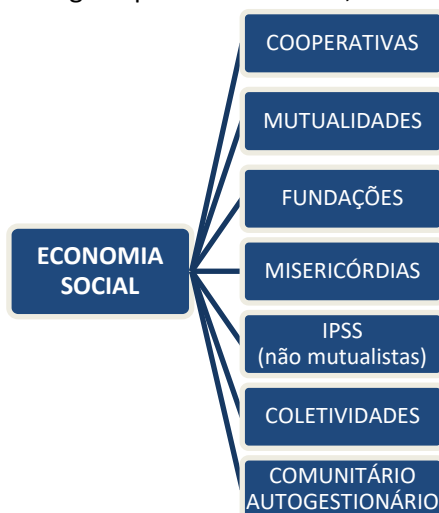 COOPERATIVAS
MUTUALIDADES
FUNDAÇÕES
ECONOMIA
SOCIAL
MISERICÓRDIAS
IPSS
(não mutualistas)
COLETIVIDADES
COMUNITÁRIO
AUTOGESTIONÁRIO